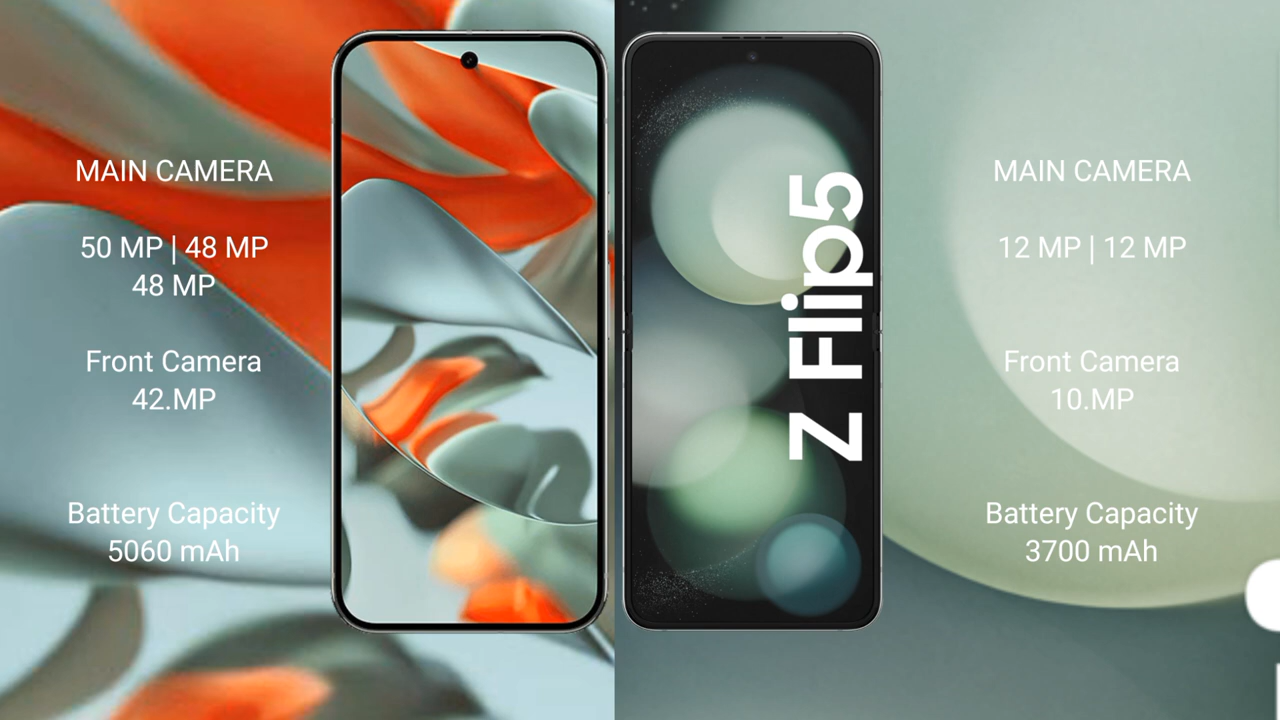 MAIN CAMERA
50 MP | 48 MP
48 MP
Front Camera
42.MP
Battery Capacity
5060 mAh
Z Flip5
MAIN CAMERA
12 MP | 12 MP
Front Camera
10.MP
Battery Capacity
3700 mAh